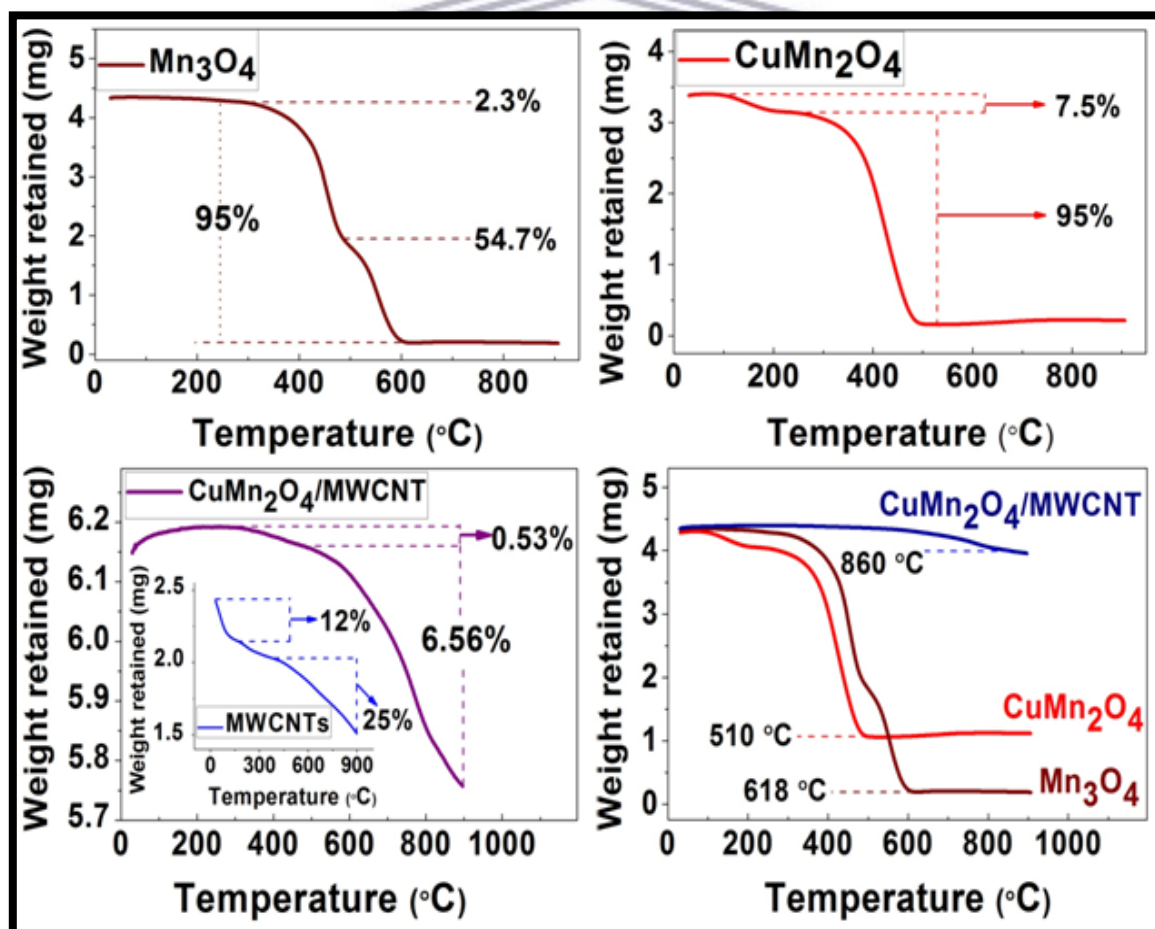 Mn3O4
Weight retained (mg)
5
4
3
2
1
0
2.3%
95%
54.7%
0 200 400 600 800
Temperature (°C)
CuMn2O4
Weight retained (mg)
4
3
2
1
0
7.5%
95%
0 200 400 600 800
Temperature (°C)
CuMn2O4/MWCNT
Weight retained (mg)
6.2
6.1
6.0
5.9
5.8
5.7
0.53%
6.56%
Weight retained (mg)
2.5
2.0
1.5
12%
25%
MWCNTs
0 300 600 900
Temperature (°C)
0 200 400 600 800 1000
Temperature (°C)
Weight retained (mg)
5
4
3
2
1
0
CuMn2O4/MWCNT
860 °C
CuMn2O4
510 °C
618 °C
Mn3O4
0 200 400 600 800 1000
Temperature (°C)